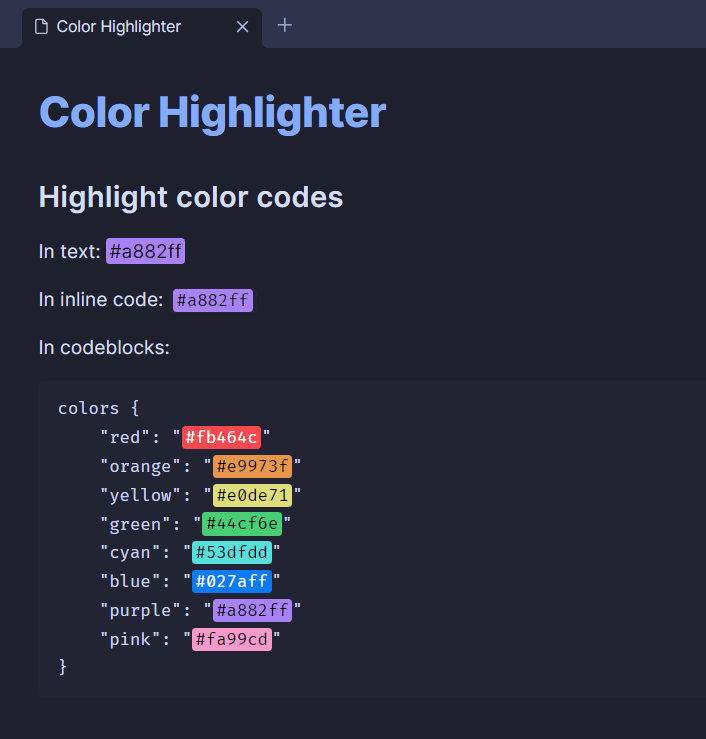 Color Highlighter
Color Highlighter
Highlight color codes
In text: #a882ff
In inline code: #a882ff
In codeblocks:
colors {
    "red": "#fb464c"
    "orange": "#e9973f"
    "yellow": "#e0de71"
    "green": "#44cf6e"
    "cyan": "#53dfdd"
    "blue": "#027aff"
    "purple": "#a882ff"
    "pink": "#fa99cd"
}